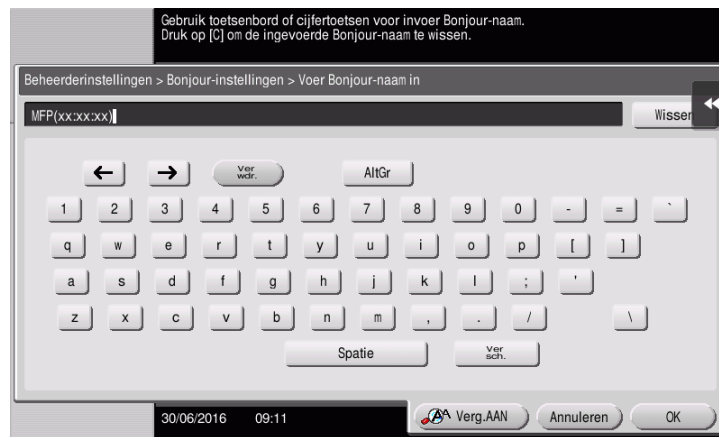 Gebruik toetsenbord of cijfertoetsen voor invoer Bonjour-naam.
Druk op [C] om de ingevoerde Bonjour-naam te wissen.
Beheerderinstellingen > Bonjour-instellingen > Voer Bonjour-naam in
MFP(xx:xx:xx)
Wissen
← → Ver wdr. AltGr
1 2 3 4 5 6 7 8 9 0 - = `
q w e r t y u i o p [ ]
a s d f g h j k l ; '
z x c v b n m , . / \
Spatie Ver sch.
30/06/2016 09:11 Verg.AAN Annuleren OK